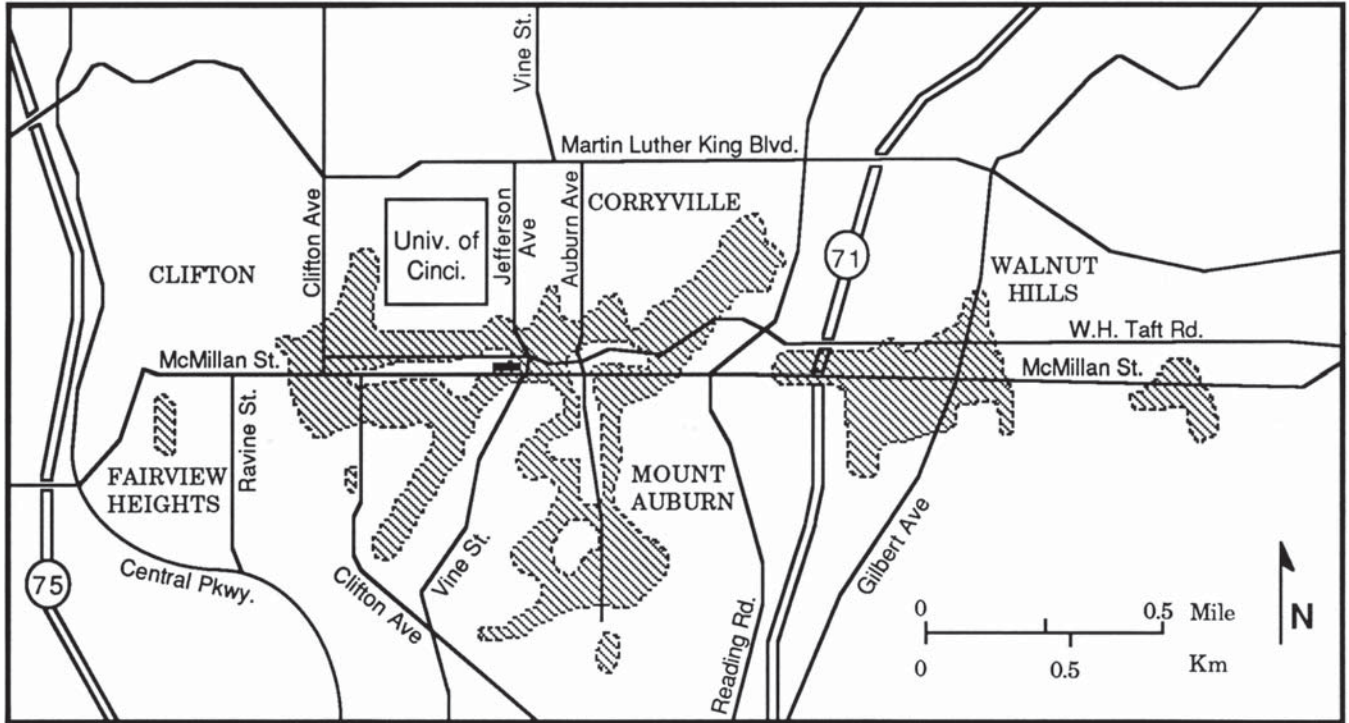 Vine St.
Martin Luther King Blvd.
Clifton Ave
Univ. of
Cinci.
Jefferson
Ave
Auburn Ave
CORRYVILLE
CLIFTON
71
WALNUT
HILLS
W.H. Taft Rd.
McMillan St.
McMillan St.
Ravine St.
FAIRVIEW
HEIGHTS
MOUNT
AUBURN
Gilbert Ave
Vine St.
Central Pkwy.
75
Clifton Ave
Reading Rd.
0
0.5
Mile
0
0.5
Km
N